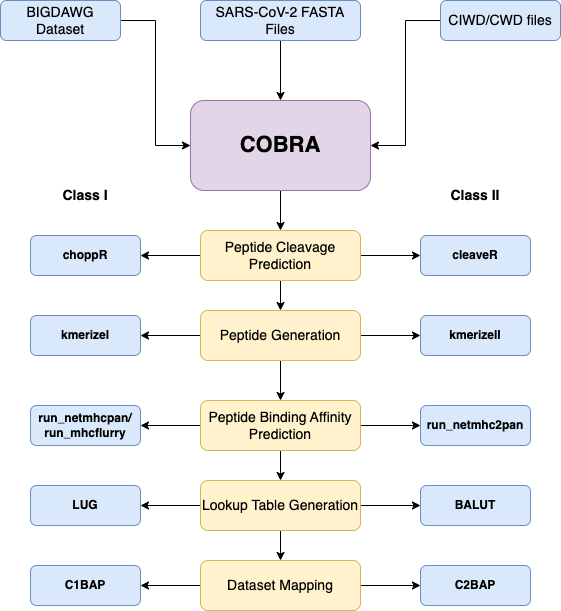 BIGDAWG
Dataset
SARS-CoV-2 FASTA
Files
CIWD/CWD files
COBRA
Class I
Class II
choppR
Peptide Cleavage
Prediction
cleaveR
kmerizeI
Peptide Generation
kmerizeII
run_netmhcpan/
run_mhcflurry
Peptide Binding Affinity
Prediction
run_netmhc2pan
LUG
Lookup Table Generation
BALUT
C1BAP
Dataset Mapping
C2BAP